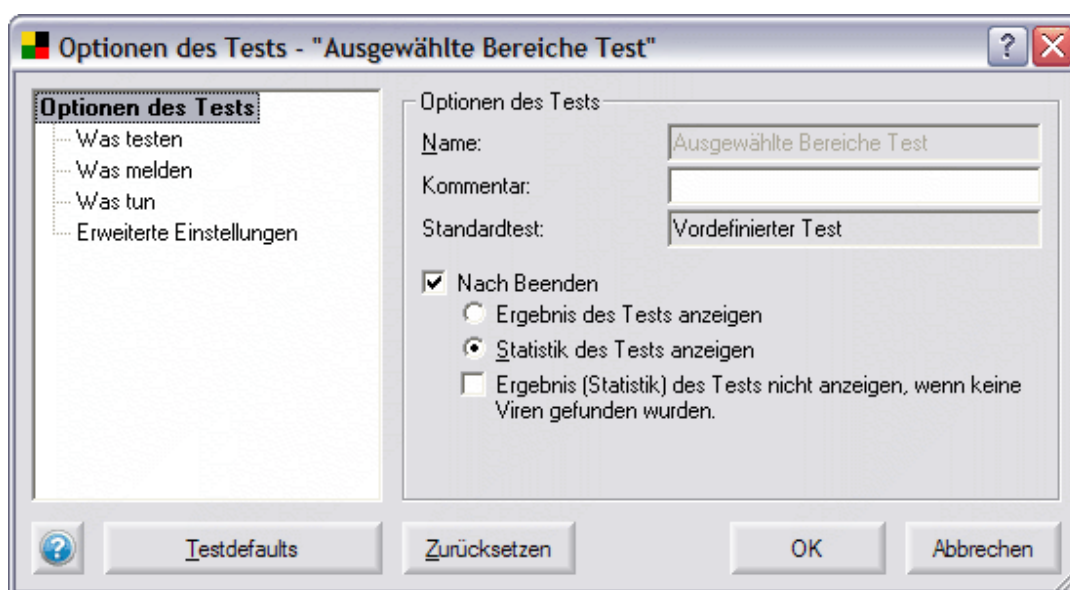 Optionen des Tests - "Ausgewählte Bereiche Test"
Optionen des Tests
Was testen
Was melden
Was tun
Erweiterte Einstellungen
Optionen des Tests
Name: Ausgewählte Bereiche Test
Kommentar:
Standardtest: Vordefinierter Test
Nach Beenden
Ergebnis des Tests anzeigen
Statistik des Tests anzeigen
Ergebnis (Statistik) des Tests nicht anzeigen, wenn keine
Viren gefunden wurden.
Testdefaults Zurücksetzen OK Abbrechen